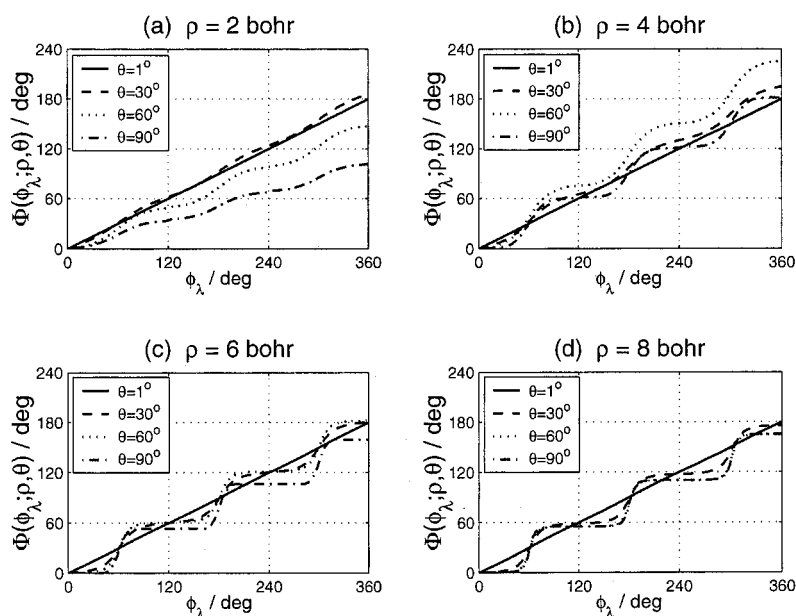 (a) ρ = 2 bohr
240
180
120
60
0
0
120
240
360
Φ(ϕλ;ρ,θ) / deg
ϕλ / deg
θ=1°
θ=30°
θ=60°
θ=90°
(b) ρ = 4 bohr
240
180
120
60
0
0
120
240
360
Φ(ϕλ;ρ,θ) / deg
ϕλ / deg
θ=1°
θ=30°
θ=60°
θ=90°
(c) ρ = 6 bohr
240
180
120
60
0
0
120
240
360
Φ(ϕλ;ρ,θ) / deg
ϕλ / deg
θ=1°
θ=30°
θ=60°
θ=90°
(d) ρ = 8 bohr
240
180
120
60
0
0
120
240
360
Φ(ϕλ;ρ,θ) / deg
ϕλ / deg
θ=1°
θ=30°
θ=60°
θ=90°